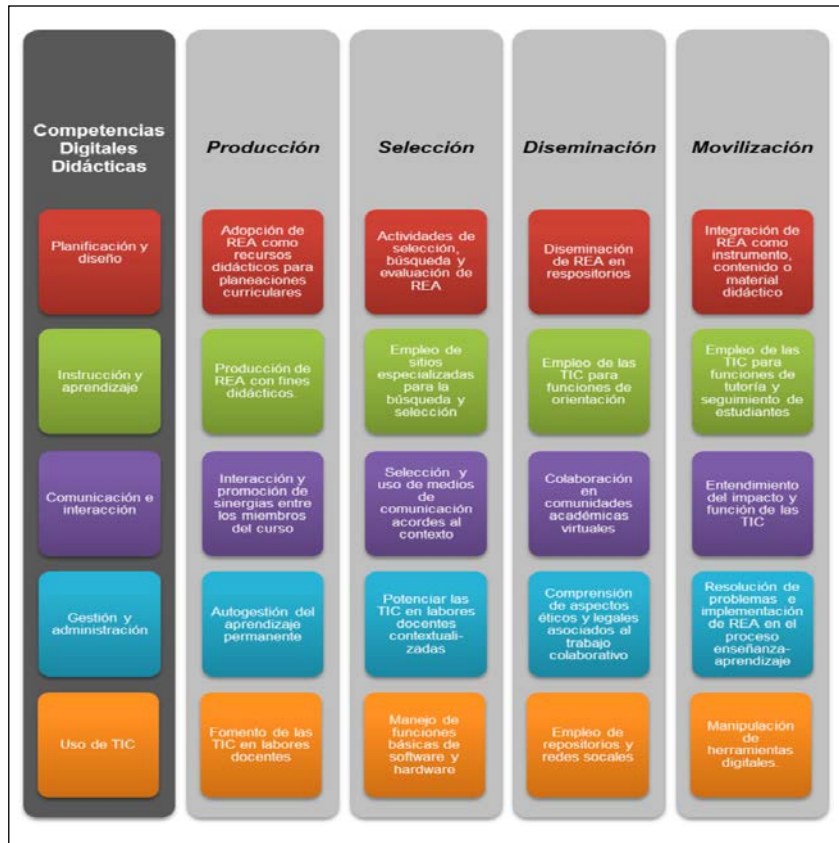 Competencias
Digitales
Didácticas
Producción
Selección
Diseminación
Movilización
Planificación y
diseño
Adopción de
REA como
recursos
didácticos para
planeaciones
curriculares
Actividades de
selección,
búsqueda y
evaluación de
REA
Diseminación
de REA en
respositorios
Integración de
REA como
instrumento,
contenido o
material
didáctico
Instrucción y
aprendizaje
Producción de
REA con fines
didácticos.
Empleo de
sitios
especializadas
para la
búsqueda y
selección
Empleo de las
TIC para
funciones de
orientación
Empleo de las
TIC para
funciones de
tutoría y
seguimiento de
estudiantes
Comunicación e
interacción
Interacción y
promoción de
sinergias entre
los miembros
del curso
Selección y
uso de medios
de
comunicación
acordes al
contexto
Colaboración
en
comunidades
académicas
virtuales
Entendimiento
del impacto y
función de las
TIC
Gestión y
administración
Autogestión del
aprendizaje
permanente
Potenciar las
TIC en labores
docentes
contextuali-
zadas
Comprensión
de aspectos
éticos y legales
asociados al
trabajo
colaborativo
Resolución de
problemas e
implementación
de REA en el
proceso
enseñanza-
aprendizaje
Uso de TIC
Fomento de las
TIC en labores
docentes
Manejo de
funciones
básicas de
software y
hardware
Empleo de
repositorios y
redes socales
Manipulación
de
herramientas
digitales.